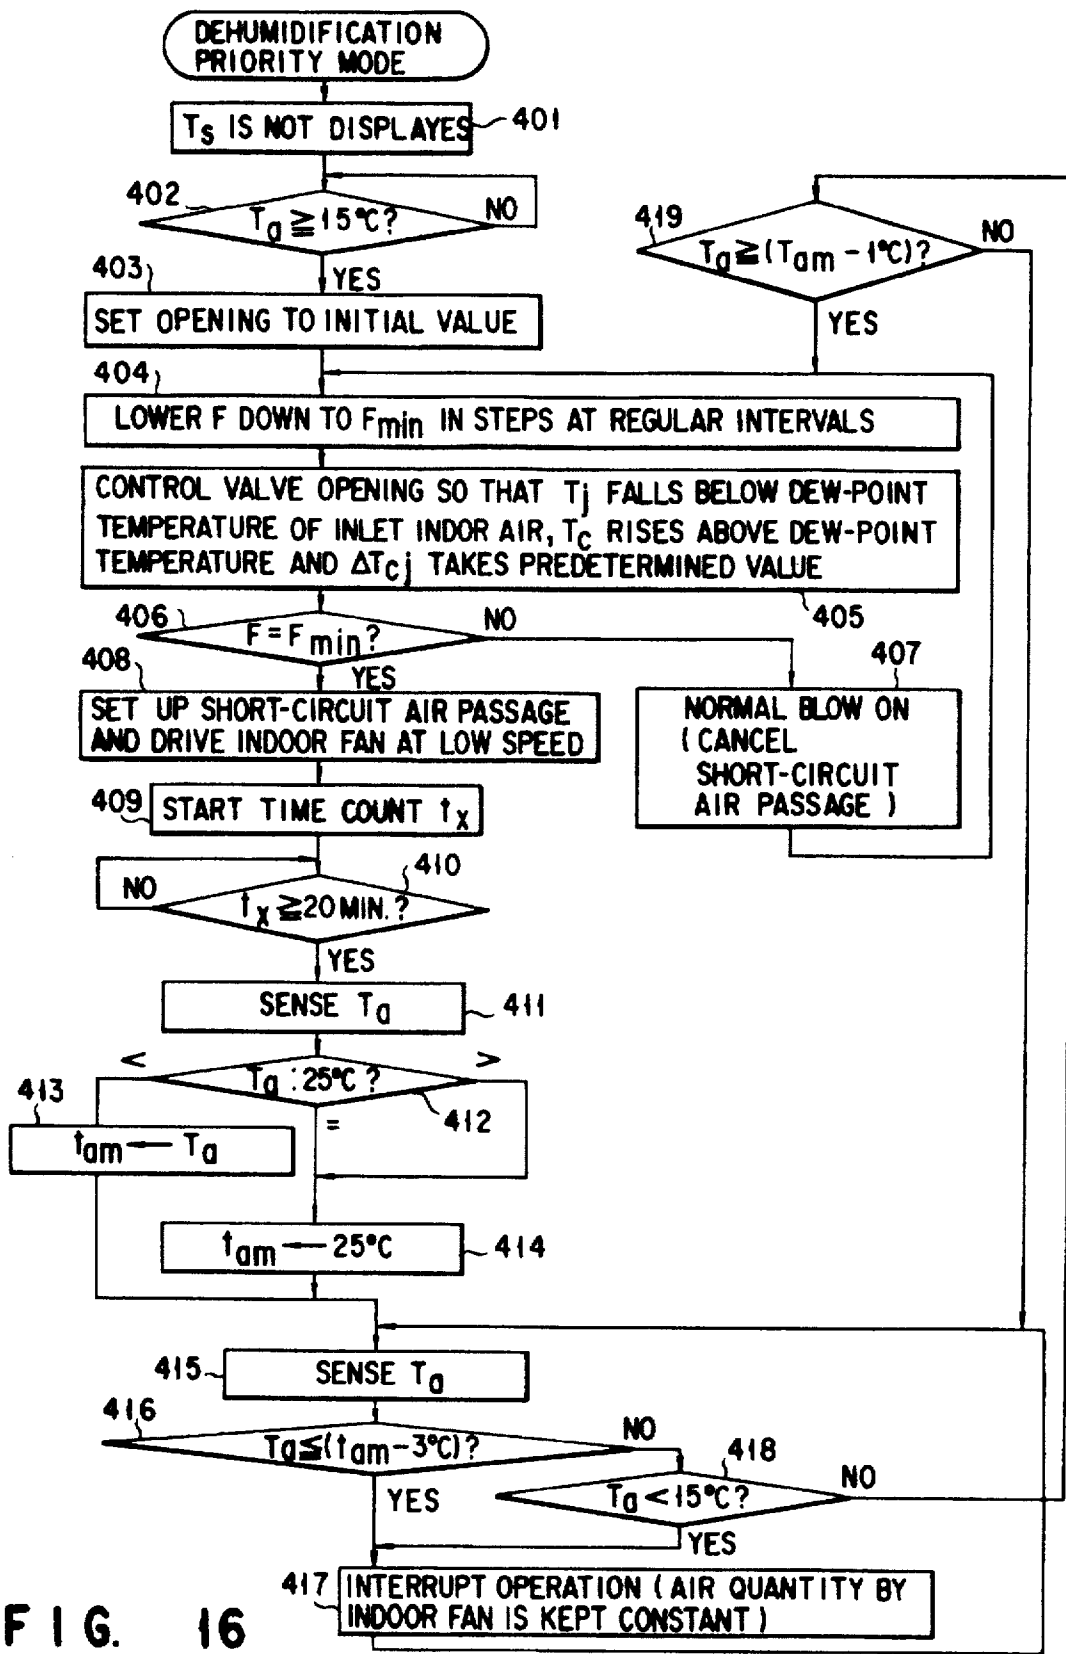 DEHUMIDIFICATION
PRIORITY MODE
Ts IS NOT DISPLAYES
401
402
Ta ≧ 15°C?
NO
YES
403
SET OPENING TO INITIAL VALUE
419
Ta ≧ (Tam - 1°C)?
NO
YES
404
LOWER F DOWN TO Fmin IN STEPS AT REGULAR INTERVALS
CONTROL VALVE OPENING SO THAT Tj FALLS BELOW DEW-POINT
TEMPERATURE OF INLET INDOR AIR, Tc RISES ABOVE DEW-POINT
TEMPERATURE AND ΔTcj TAKES PREDETERMINED VALUE
405
406
F = Fmin?
NO
YES
407
NORMAL BLOW ON
(CANCEL
SHORT-CIRCUIT
AIR PASSAGE)
408
SET UP SHORT-CIRCUIT AIR PASSAGE
AND DRIVE INDOOR FAN AT LOW SPEED
409
START TIME COUNT tx
410
NO
tx ≧ 20 MIN.?
YES
SENSE Ta
411
<
>
Ta : 25°C?
412
=
413
tam ← Ta
tam ← 25°C
414
415
SENSE Ta
416
Ta ≦ (tam - 3°C)?
NO
YES
418
Ta < 15°C?
NO
YES
417
INTERRUPT OPERATION (AIR QUANTITY BY
INDOOR FAN IS KEPT CONSTANT)
FIG. 16